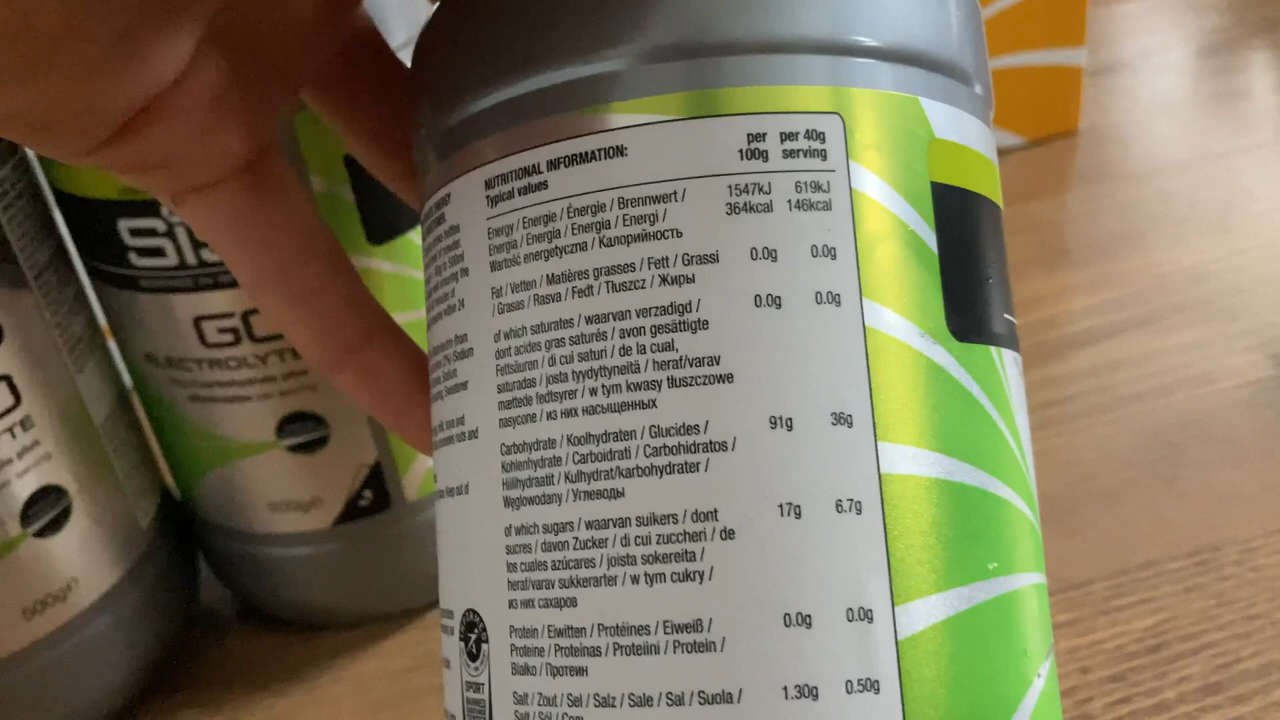 NUTRITIONAL INFORMATION:
Typical values
per 100g
per 40g serving
Energy / Energie / Énergie / Brennwert /
Energia / Energía / Energia / Energi /
Wartość energetyczna / Калорийность
1547kJ 619kJ
364kcal 146kcal
Fat / Vetten / Matières grasses / Fett / Grassi
/ Grasas / Rasva / Fedt / Tłuszcz / Жиры
0.0g 0.0g
of which saturates / waarvan verzadigd /
dont acides gras saturés / avon gesättigte
Fettsäuren / di cui saturi / de la cual,
saturadas / josta tyydyttyneitä / heraf/varav
mættede fedtsyrer / w tym kwasy tłuszczowe
nasycone / из них насыщенных
0.0g 0.0g
Carbohydrate / Koolhydraten / Glucides /
Kohlenhydrate / Carboidrati / Carbohidratos /
Hiilihydraatit / Kulhydrat/karbohydrater /
Węglowodany / Углеводы
91g 36g
of which sugars / waarvan suikers / dont
sucres / davon Zucker / di cui zuccheri / de
los cuales azúcares / joista sokereita /
heraf/varav sukkerarter / w tym cukry /
из них сахаров
17g 6.7g
Protein / Eiwitten / Protéines / Eiweiß /
Proteine / Proteinas / Proteiini / Protein /
Białko / Протеин
0.0g 0.0g
Salt / Zout / Sel / Salz / Sale / Sal / Suola /
Salt / Sól /
1.30g 0.50g
SPORT
SiS
GO
ELECTROLYTE
500g
500g